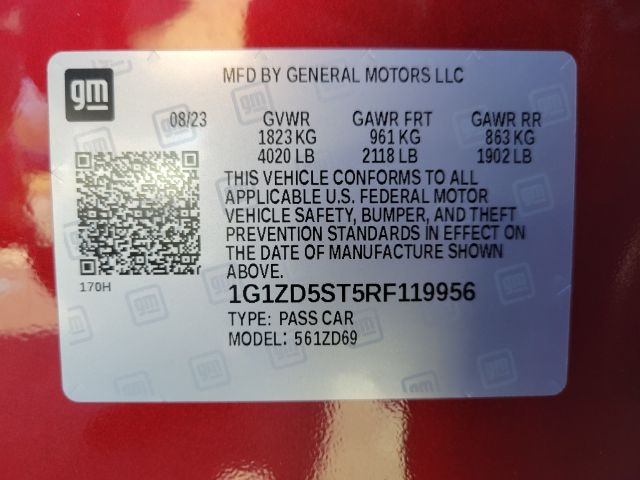 gm
MFD BY GENERAL MOTORS LLC
08/23 GVWR GAWR FRT GAWR RR
1823 KG 961 KG 863 KG
4020 LB 2118 LB 1902 LB
THIS VEHICLE CONFORMS TO ALL
APPLICABLE U.S. FEDERAL MOTOR
VEHICLE SAFETY, BUMPER, AND THEFT
PREVENTION STANDARDS IN EFFECT ON
THE DATE OF MANUFACTURE SHOWN
ABOVE.
170H
1G1ZD5ST5RF119956
TYPE: PASS CAR
MODEL: 561ZD69